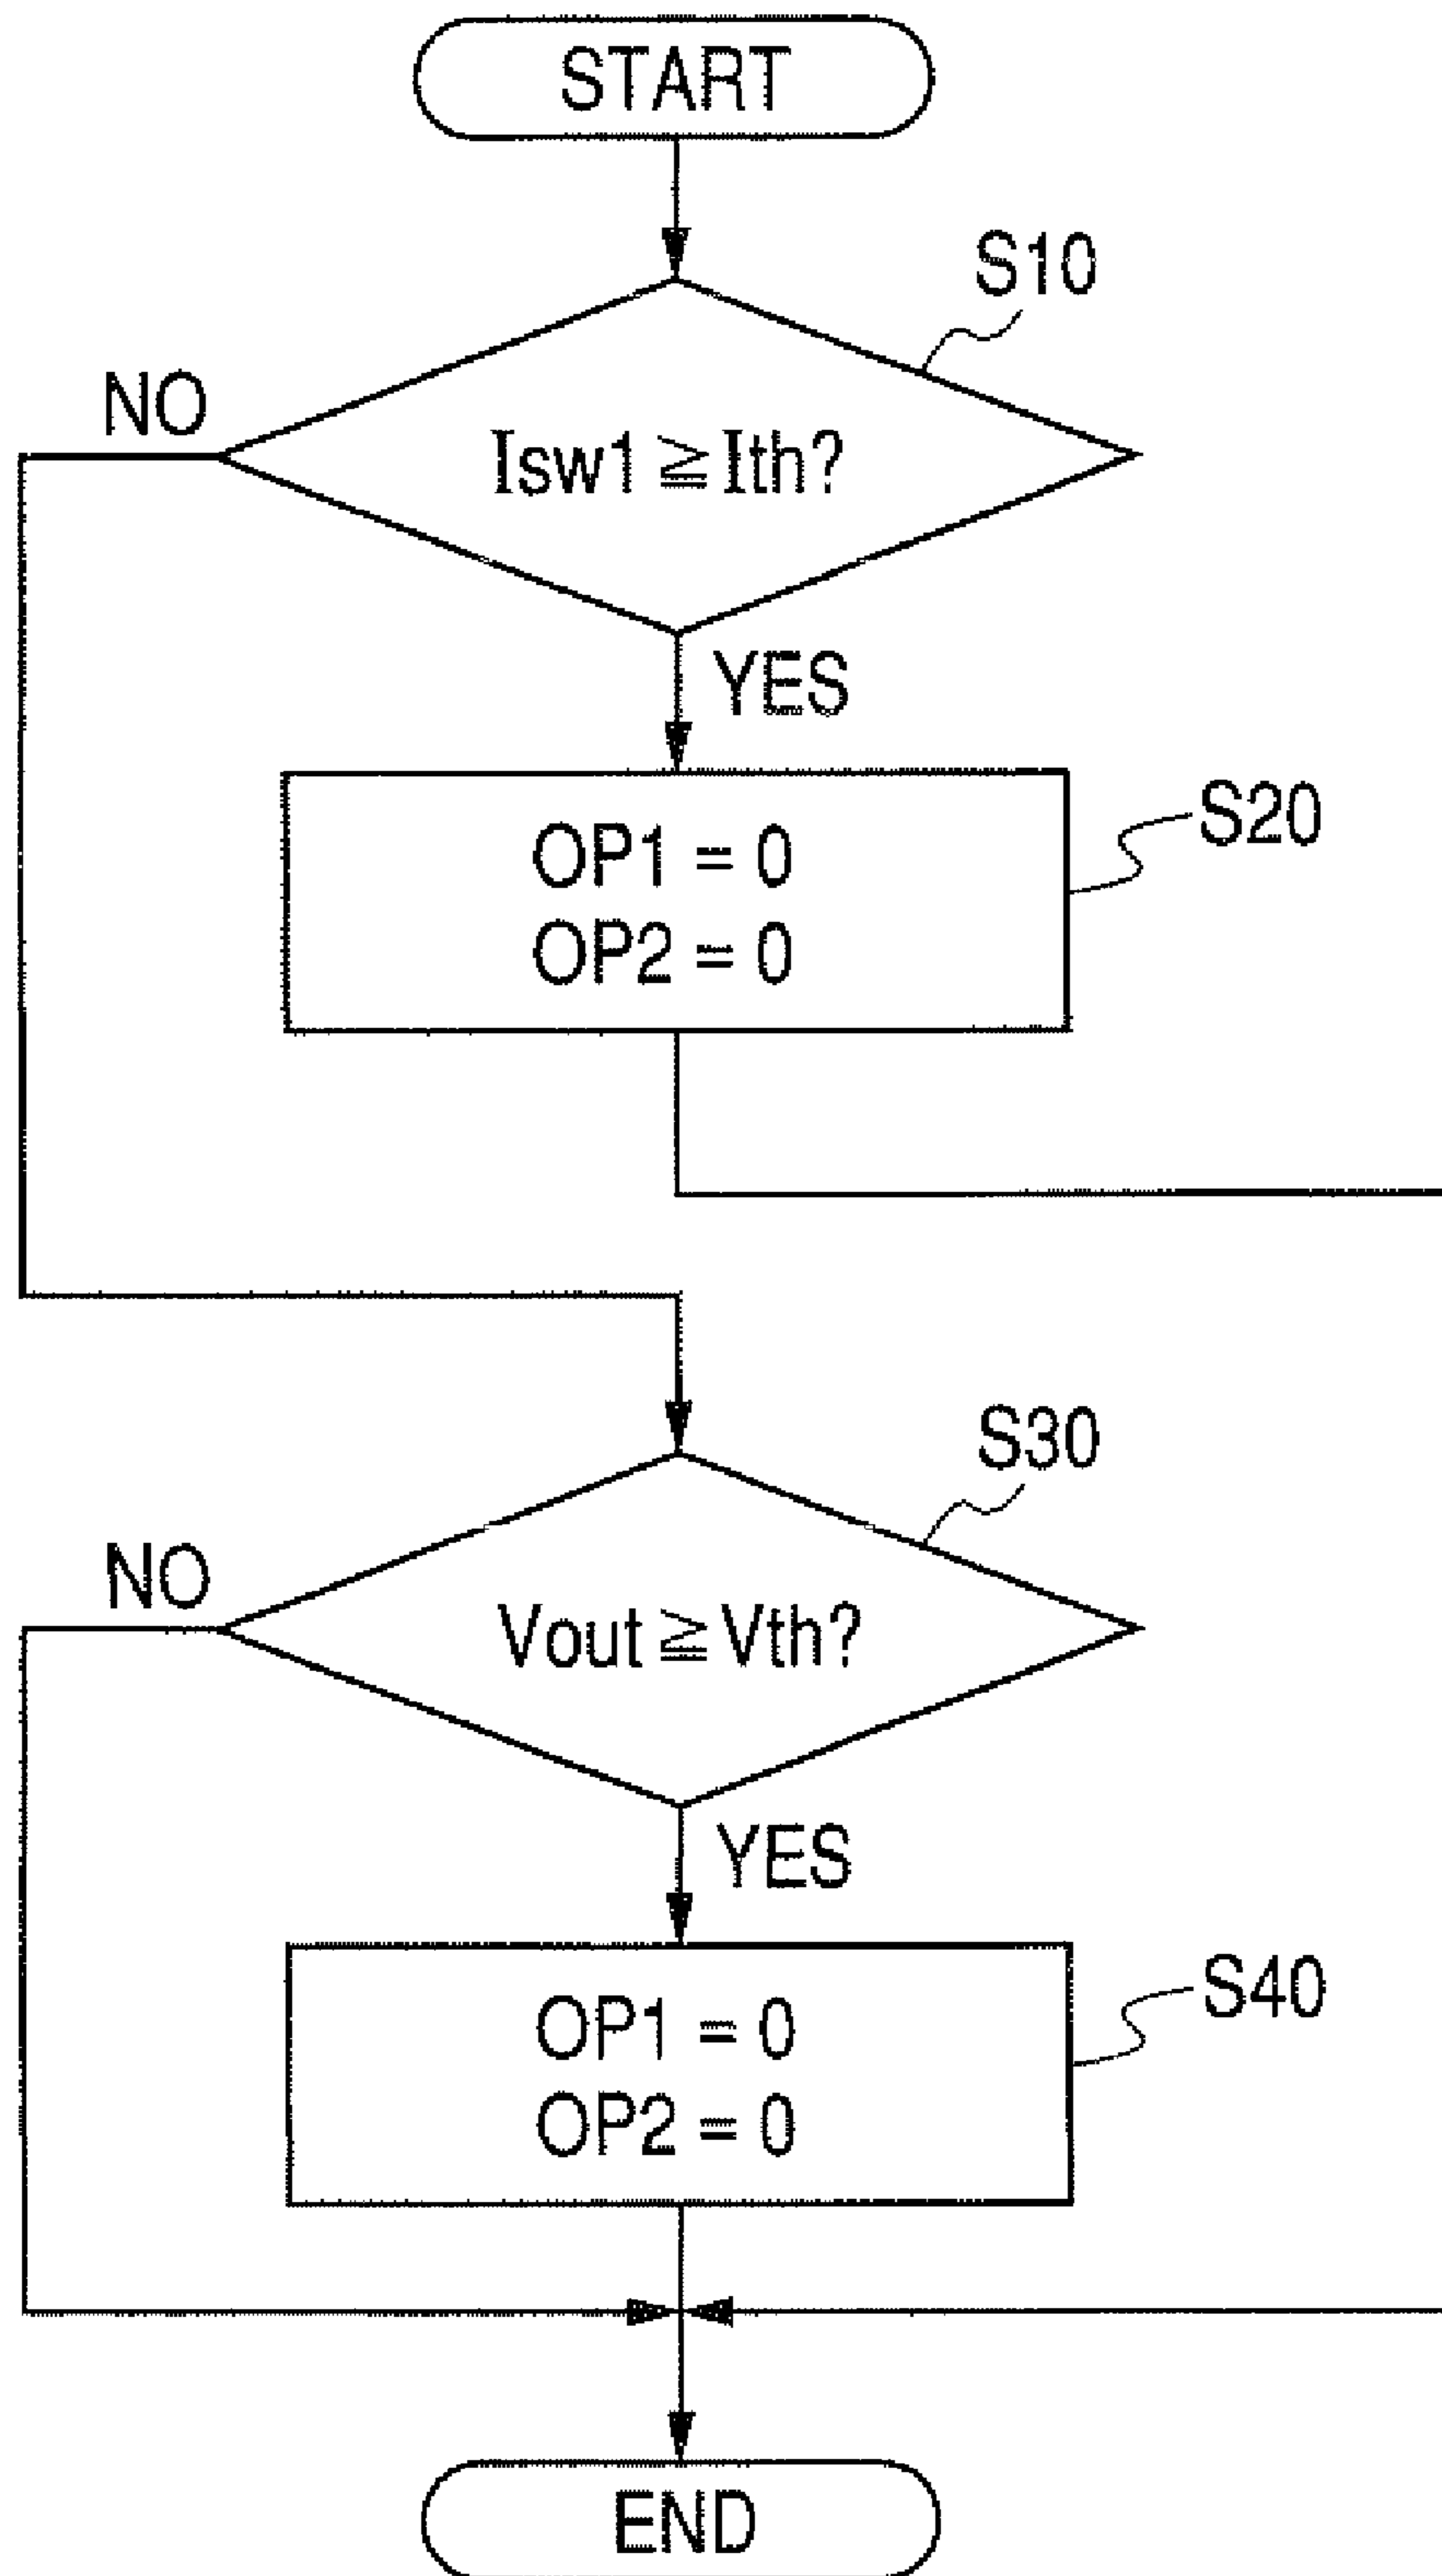 START
S10
NO
Isw1 ≧ Ith?
YES
S20
OP1 = 0
OP2 = 0
S30
NO
Vout ≧ Vth?
YES
S40
OP1 = 0
OP2 = 0
END